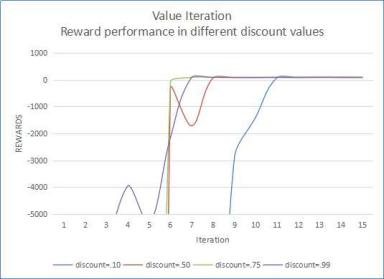 Value Iteration
Reward performance in different discount values
1000
0
-1000
-2000
-3000
-4000
-5000
REWARDS
1 2 3 4 5 6 7 8 9 10 11 12 13 14 15
Iteration
discount=.10 discount=.50 discount=.75 discount=.99